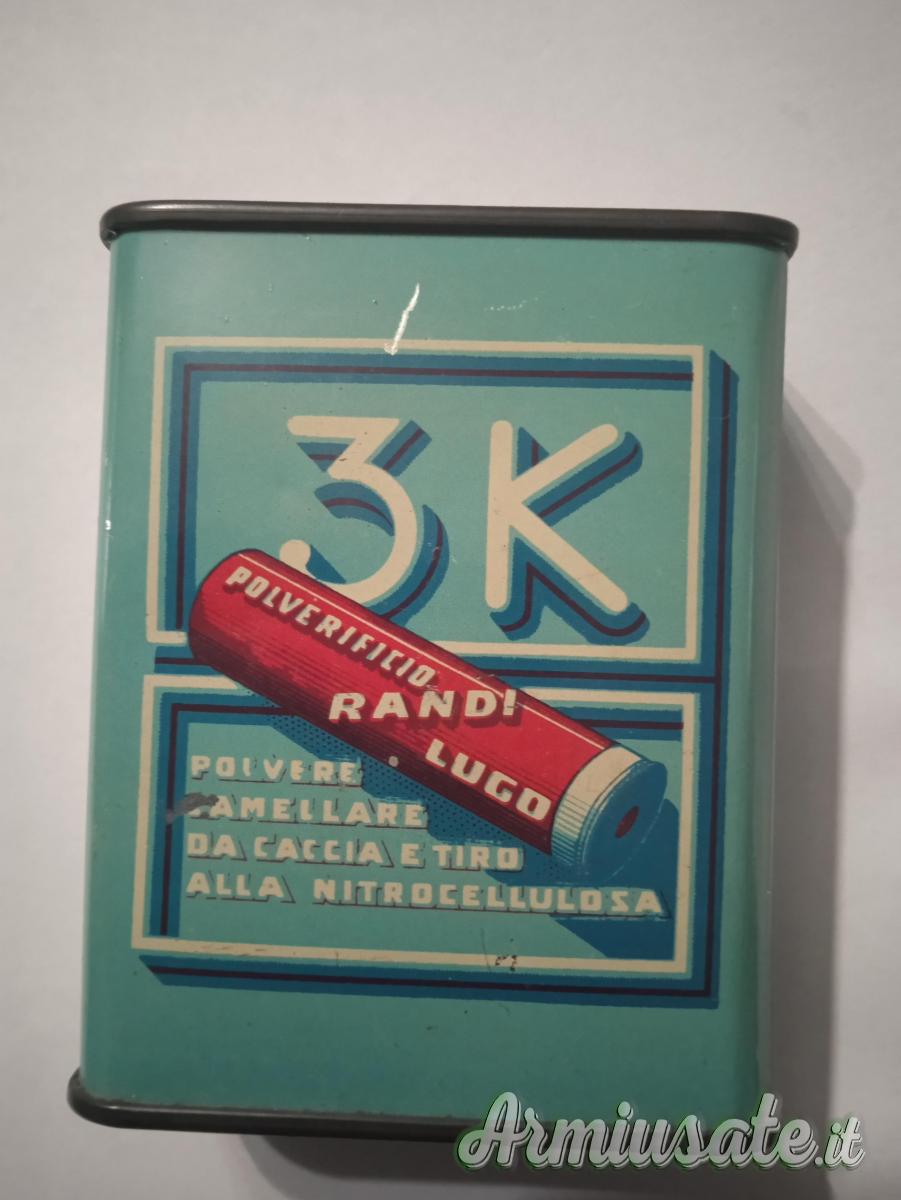 3K
POLVERIFICIO
RANDI
LUGO
POLVERE
LAMELLARE
DA CACCIA E TIRO
ALLA NITROCELLULOSA
Armiusate.it